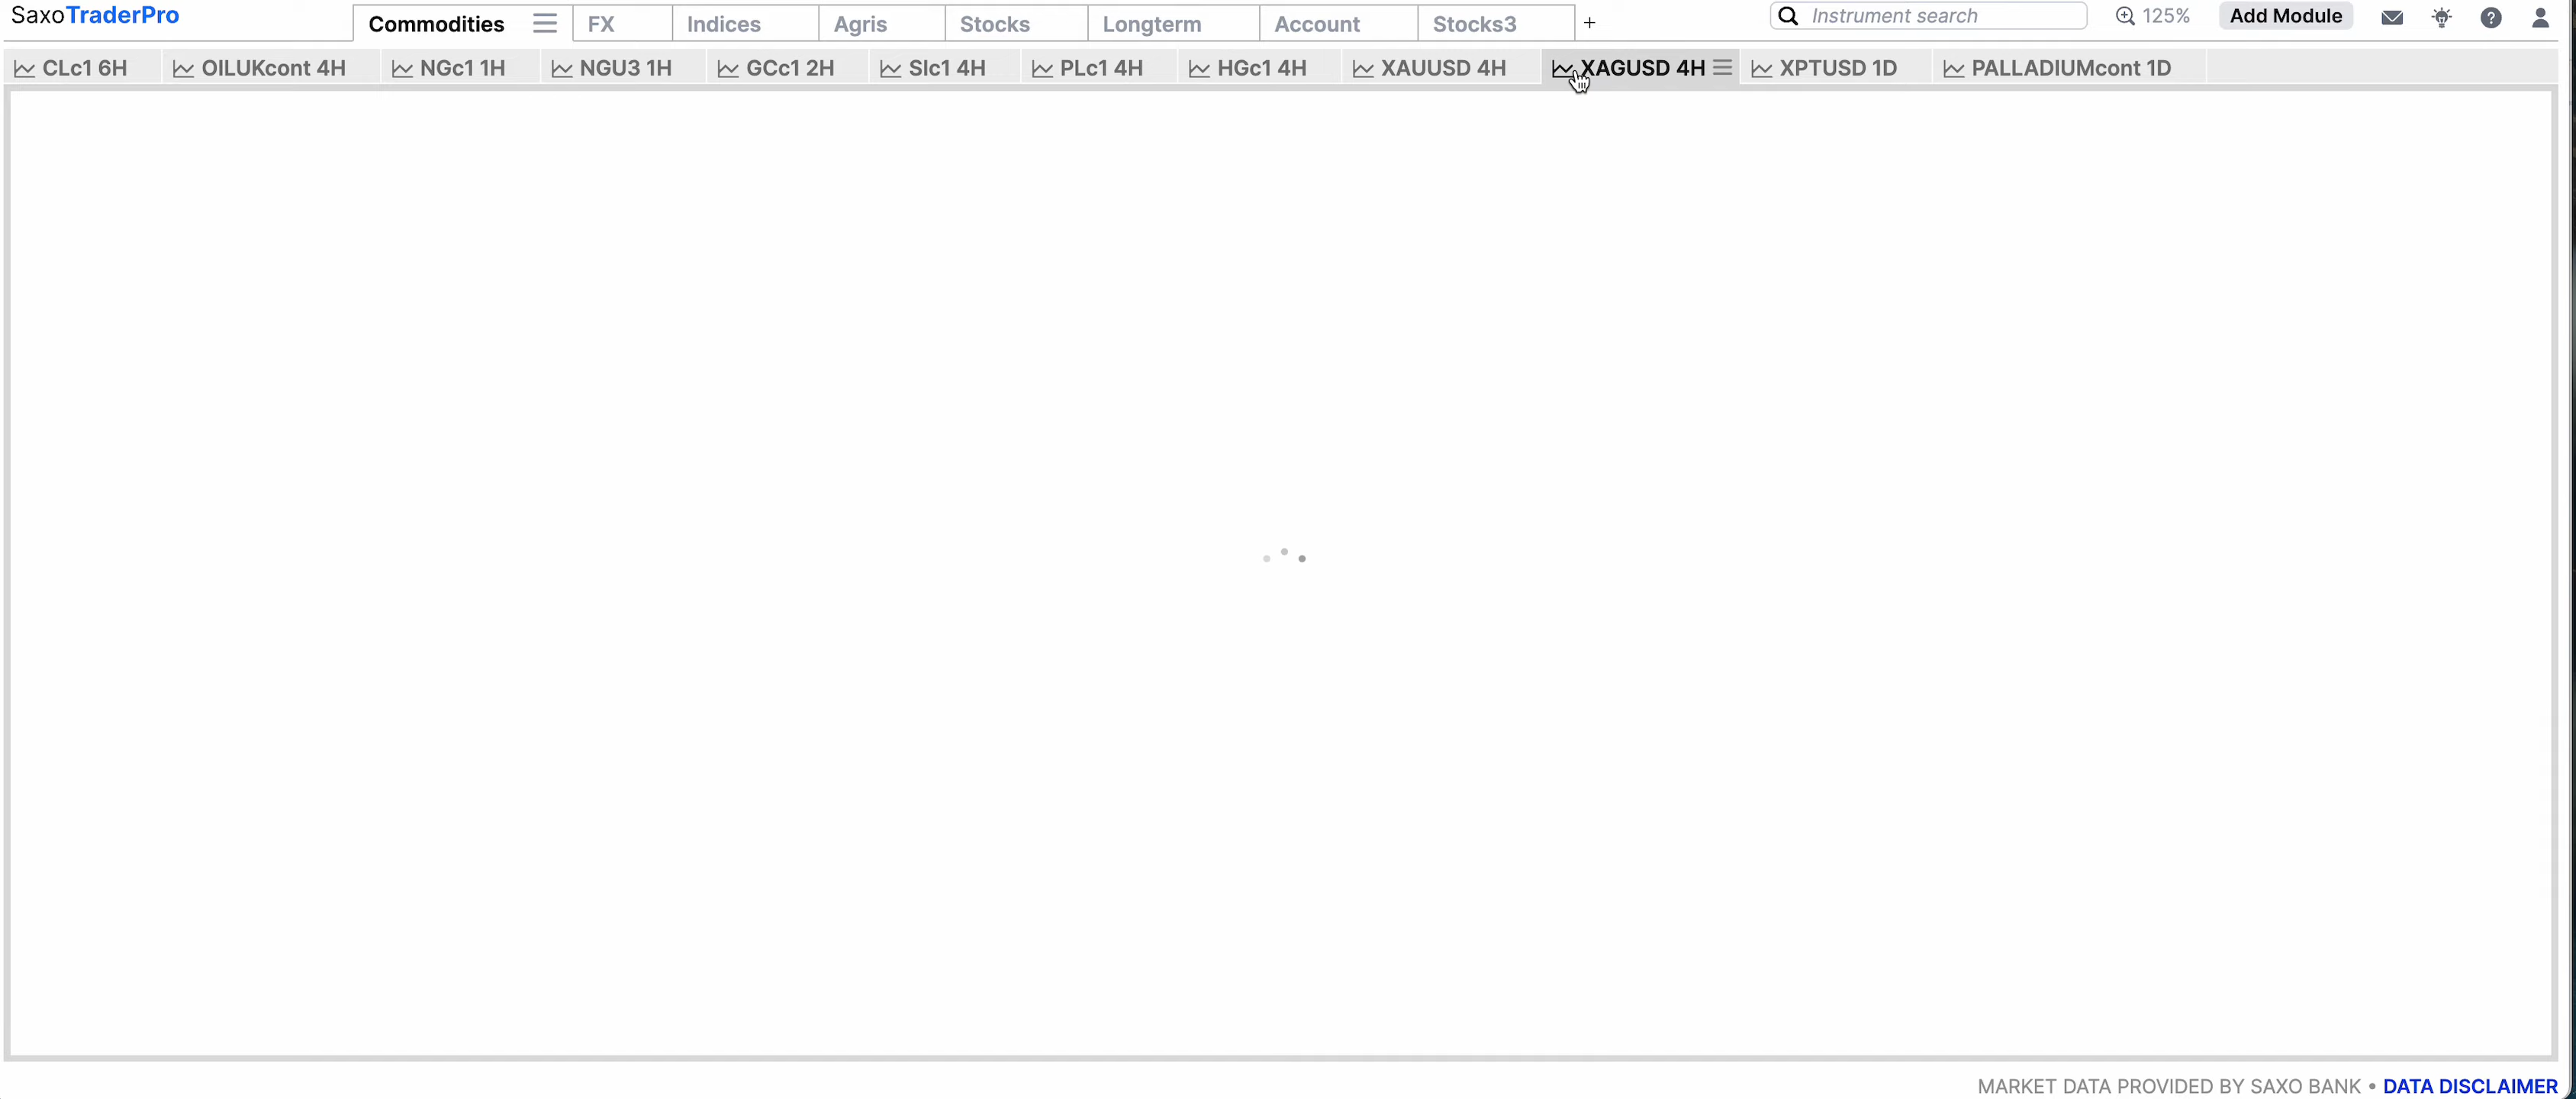 SaxoTraderPro
Commodities FX Indices Agris Stocks Longterm Account Stocks3 + Instrument search 125% Add Module
CLc1 6H OILUKcont 4H NGc1 1H NGU3 1H GCc1 2H SIc1 4H PLc1 4H HGc1 4H XAUUSD 4H XAGUSD 4H XPTUSD 1D PALLADIUMcont 1D
MARKET DATA PROVIDED BY SAXO BANK • DATA DISCLAIMER